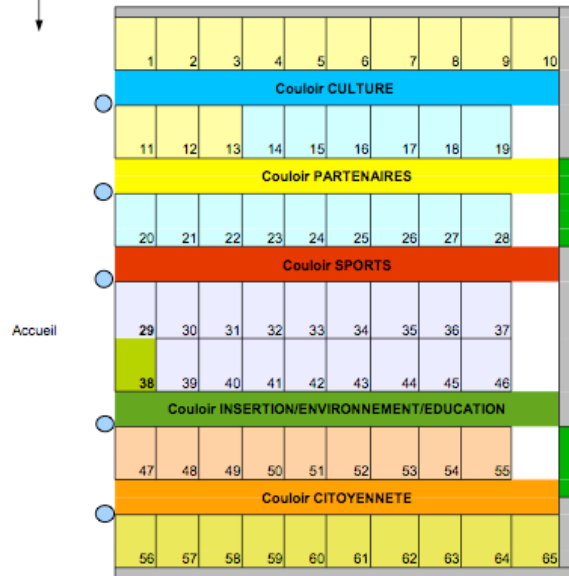 1 2 3 4 5 6 7 8 9 10
Couloir CULTURE
11 12 13 14 15 16 17 18 19
Couloir PARTENAIRES
20 21 22 23 24 25 26 27 28
Couloir SPORTS
29 30 31 32 33 34 35 36 37
Accueil
38 39 40 41 42 43 44 45 46
Couloir INSERTION/ENVIRONNEMENT/EDUCATION
47 48 49 50 51 52 53 54 55
Couloir CITOYENNETE
56 57 58 59 60 61 62 63 64 65